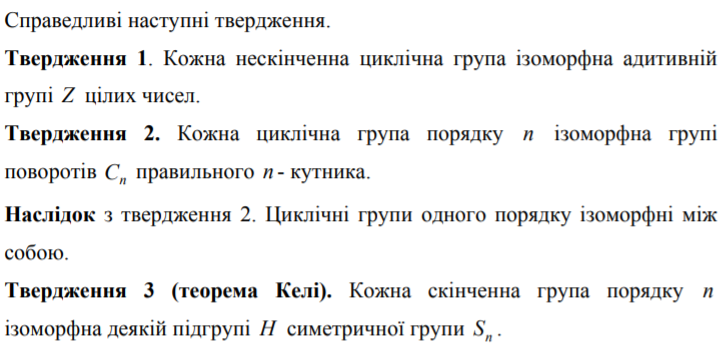 Справедливі наступні твердження.
Твердження 1. Кожна нескінченна циклічна група ізоморфна адитивній
групі Z цілих чисел.
Твердження 2. Кожна циклічна група порядку n ізоморфна групі
поворотів Cₙ правильного n - кутника.
Наслідок з твердження 2. Циклічні групи одного порядку ізоморфні між
собою.
Твердження 3 (теорема Келі). Кожна скінченна група порядку n
ізоморфна деякій підгрупі H симетричної групи Sₙ .